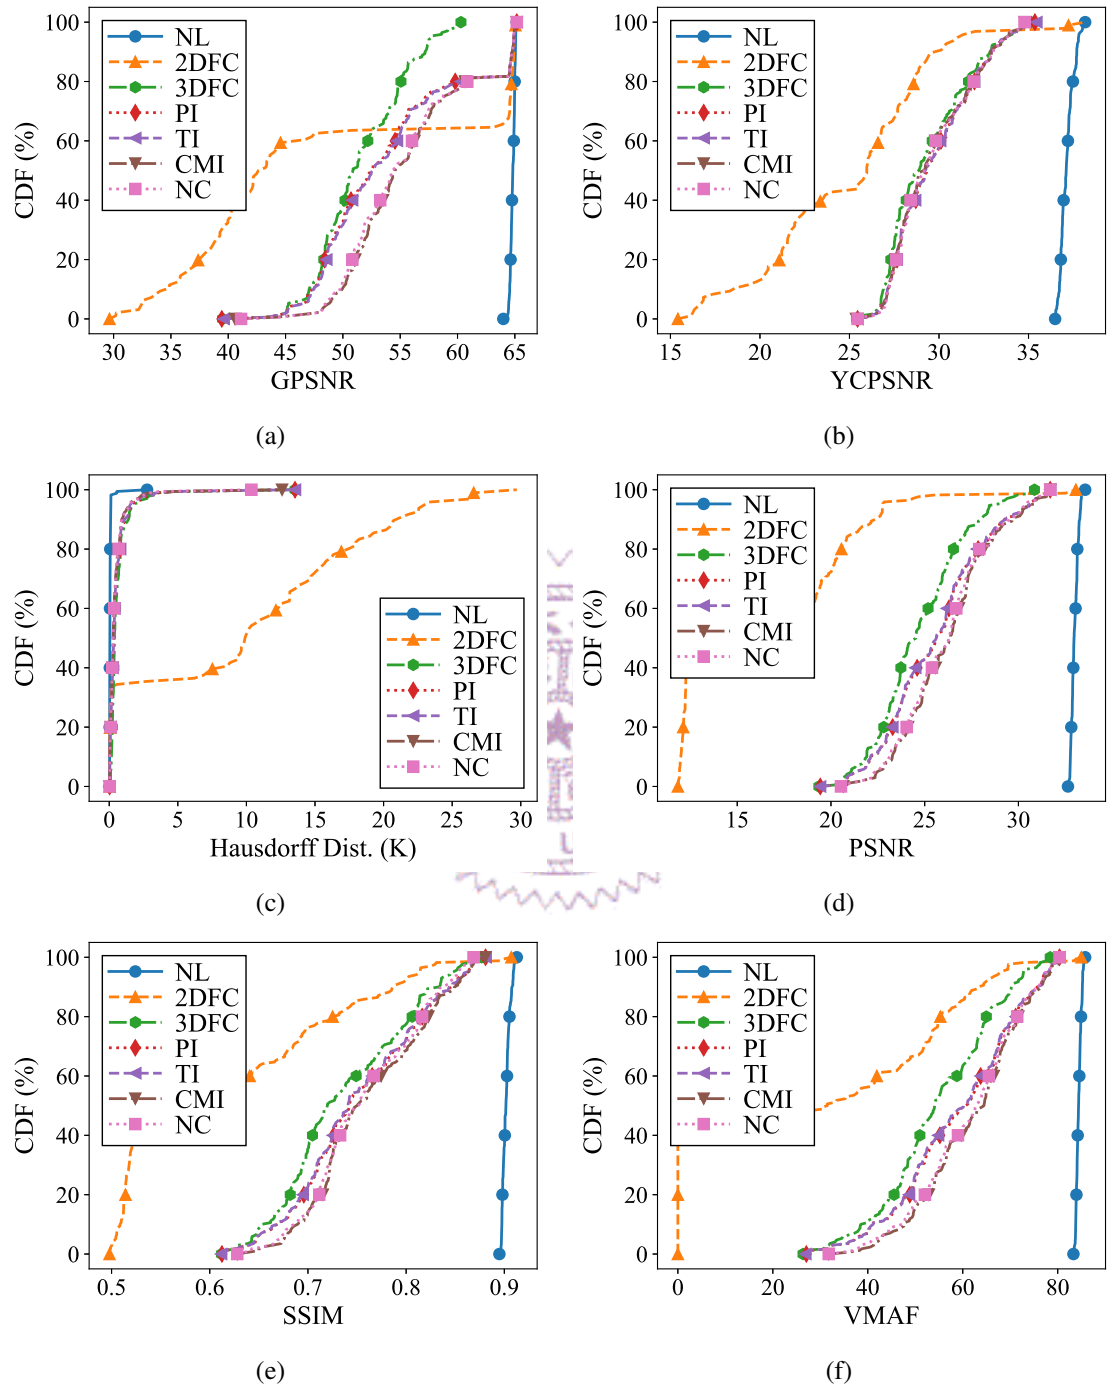 100
80
60
40
20
0
CDF (%)
NL
2DFC
3DFC
PI
TI
CMI
NC
30 35 40 45 50 55 60 65
GPSNR
(a)
100
80
60
40
20
0
CDF (%)
NL
2DFC
3DFC
PI
TI
CMI
NC
15 20 25 30 35
YCPSNR
(b)
100
80
60
40
20
0
CDF (%)
NL
2DFC
3DFC
PI
TI
CMI
NC
0 5 10 15 20 25 30
Hausdorff Dist. (K)
(c)
100
80
60
40
20
0
CDF (%)
NL
2DFC
3DFC
PI
TI
CMI
NC
15 20 25 30
PSNR
(d)
100
80
60
40
20
0
CDF (%)
NL
2DFC
3DFC
PI
TI
CMI
NC
0.5 0.6 0.7 0.8 0.9
SSIM
(e)
100
80
60
40
20
0
CDF (%)
NL
2DFC
3DFC
PI
TI
CMI
NC
0 20 40 60 80
VMAF
(f)